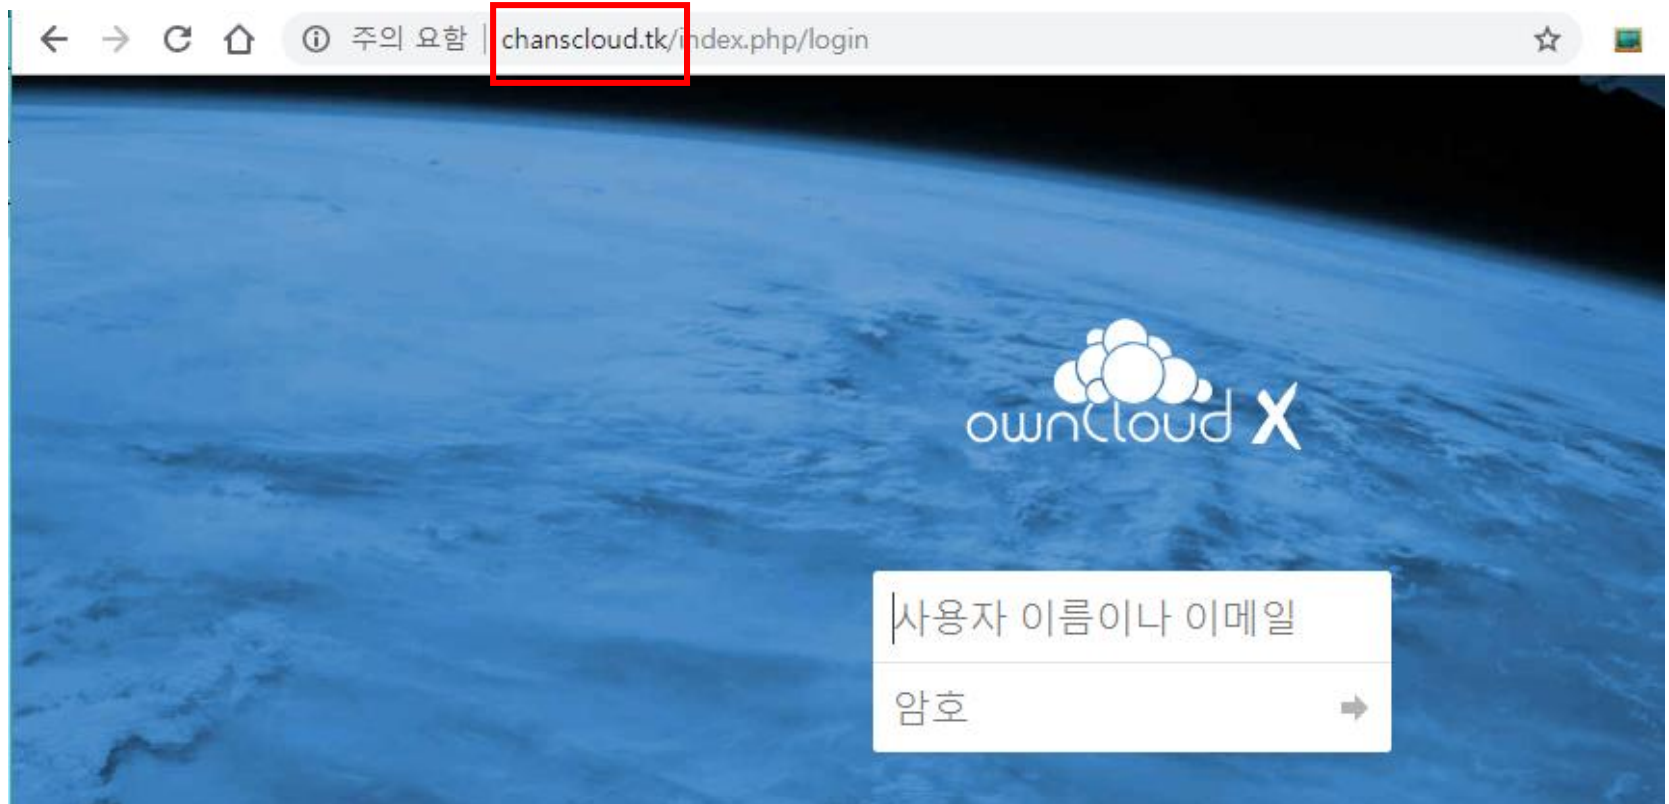 주의 요함 | chanscloud.tk/index.php/login
ownCloud X
사용자 이름이나 이메일
암호